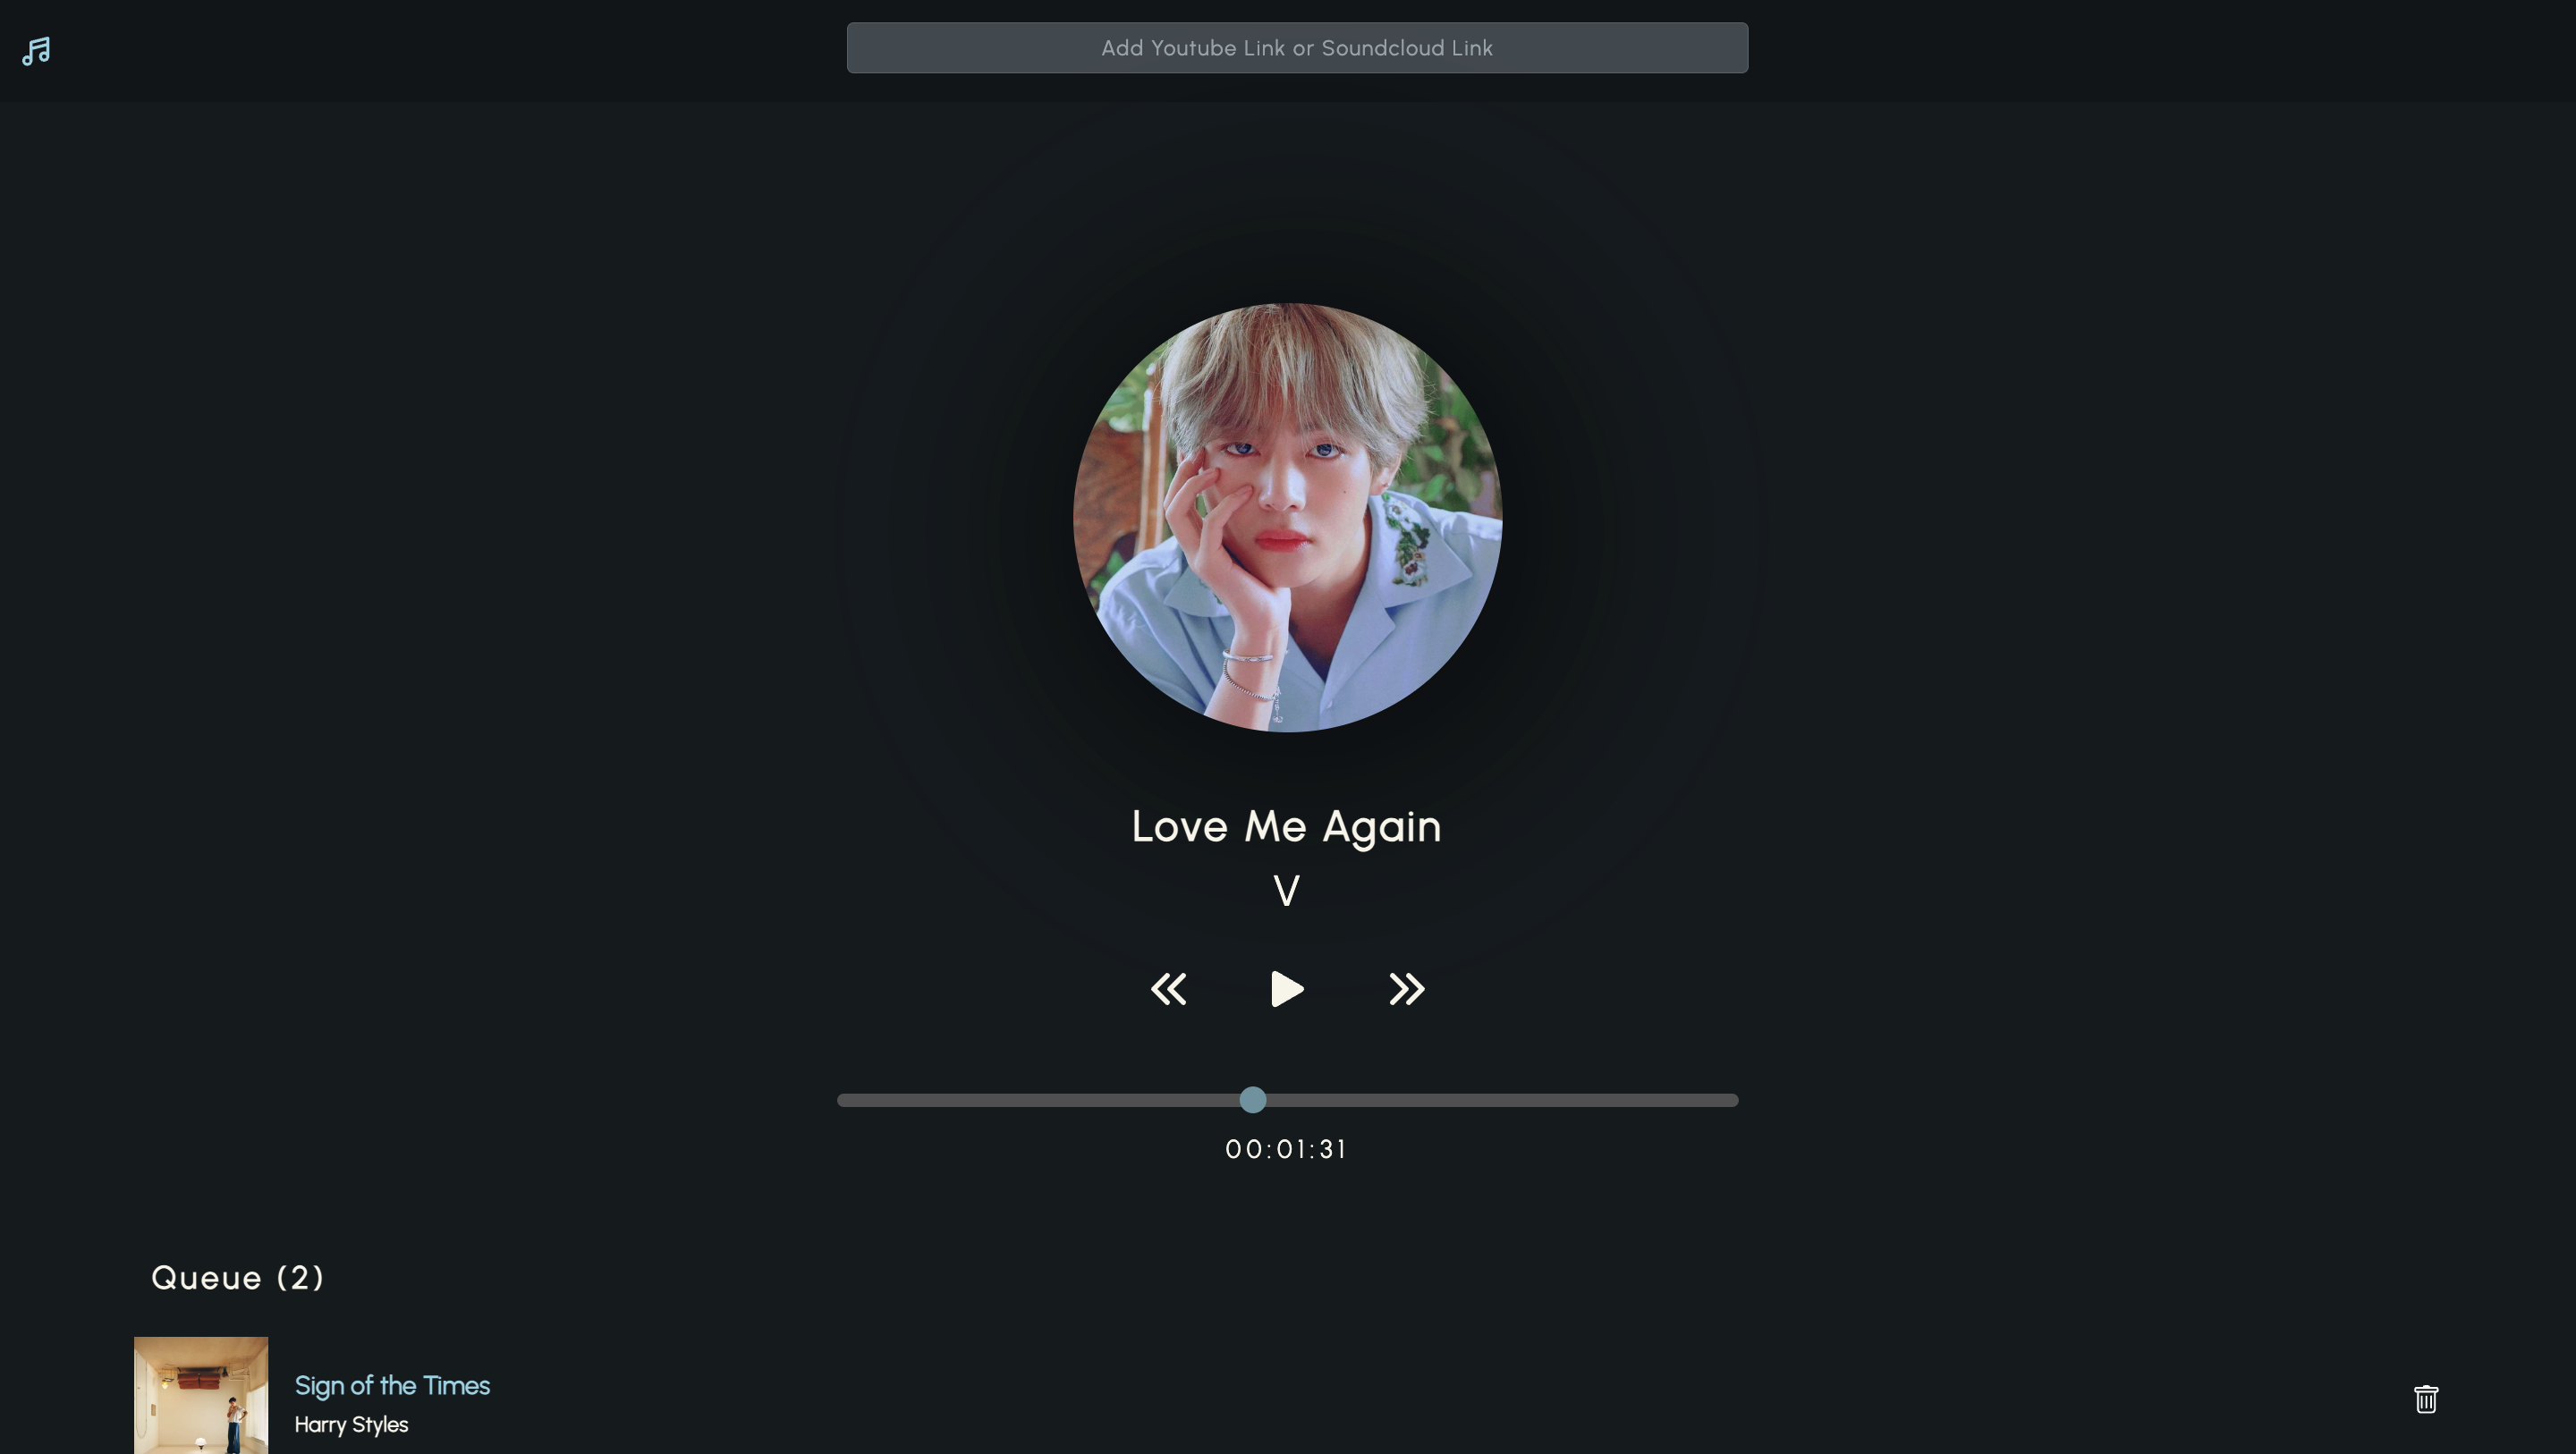 Add Youtube Link or Soundcloud Link
Love Me Again
V
00:01:31
Queue (2)
Sign of the Times
Harry Styles